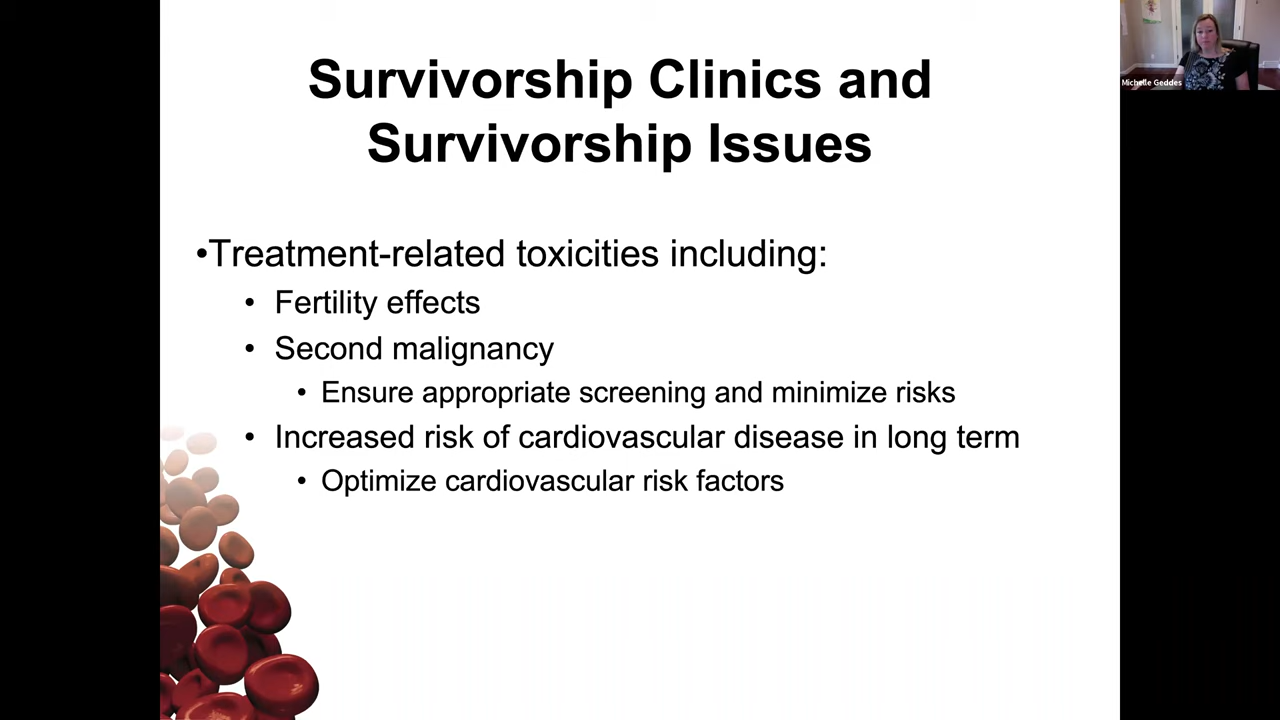 Survivorship Clinics and
Survivorship Issues
•Treatment-related toxicities including:
• Fertility effects
• Second malignancy
• Ensure appropriate screening and minimize risks
• Increased risk of cardiovascular disease in long term
• Optimize cardiovascular risk factors
Michelle Geddes